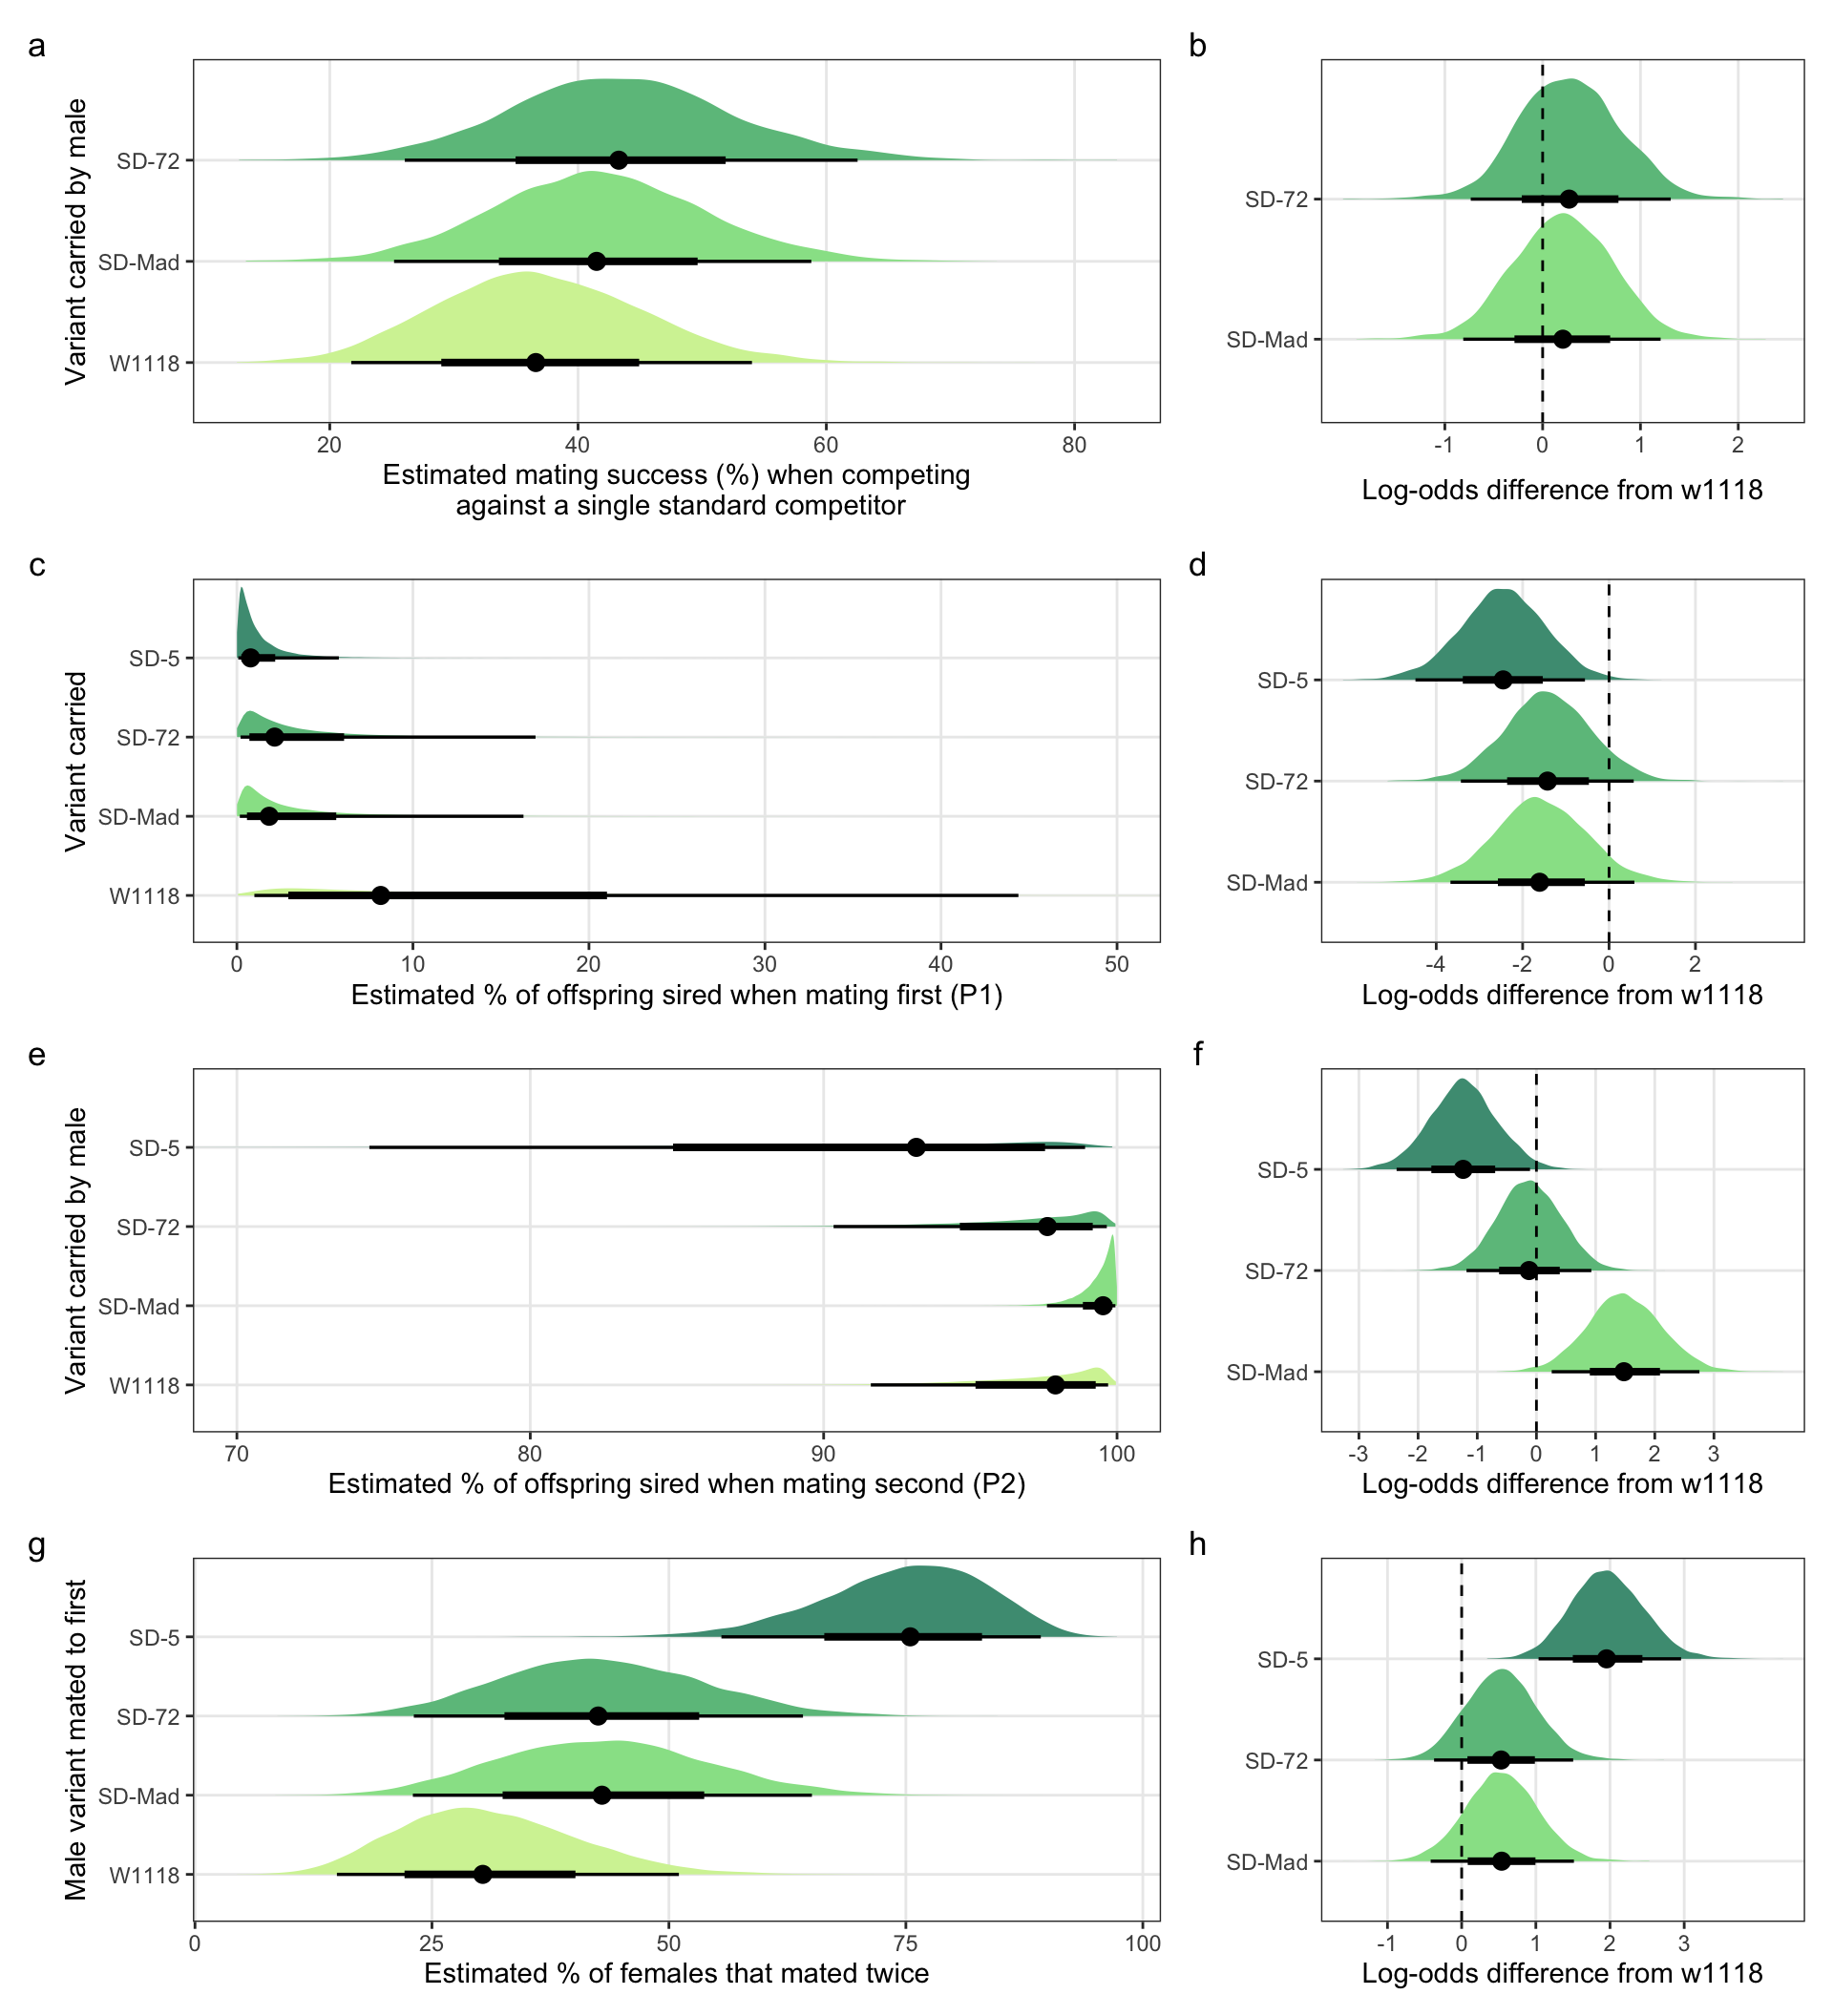 a
Variant carried by male
SD-72
SD-Mad
W1118
20 40 60 80
Estimated mating success (%) when competing
against a single standard competitor
b
SD-72
SD-Mad
-1 0 1 2
Log-odds difference from w1118
c
Variant carried
SD-5
SD-72
SD-Mad
W1118
0 10 20 30 40 50
Estimated % of offspring sired when mating first (P1)
d
SD-5
SD-72
SD-Mad
-4 -2 0 2
Log-odds difference from w1118
e
Variant carried by male
SD-5
SD-72
SD-Mad
W1118
70 80 90 100
Estimated % of offspring sired when mating second (P2)
f
SD-5
SD-72
SD-Mad
-3 -2 -1 0 1 2 3
Log-odds difference from w1118
g
Male variant mated to first
SD-5
SD-72
SD-Mad
W1118
0 25 50 75 100
Estimated % of females that mated twice
h
SD-5
SD-72
SD-Mad
-1 0 1 2 3
Log-odds difference from w1118